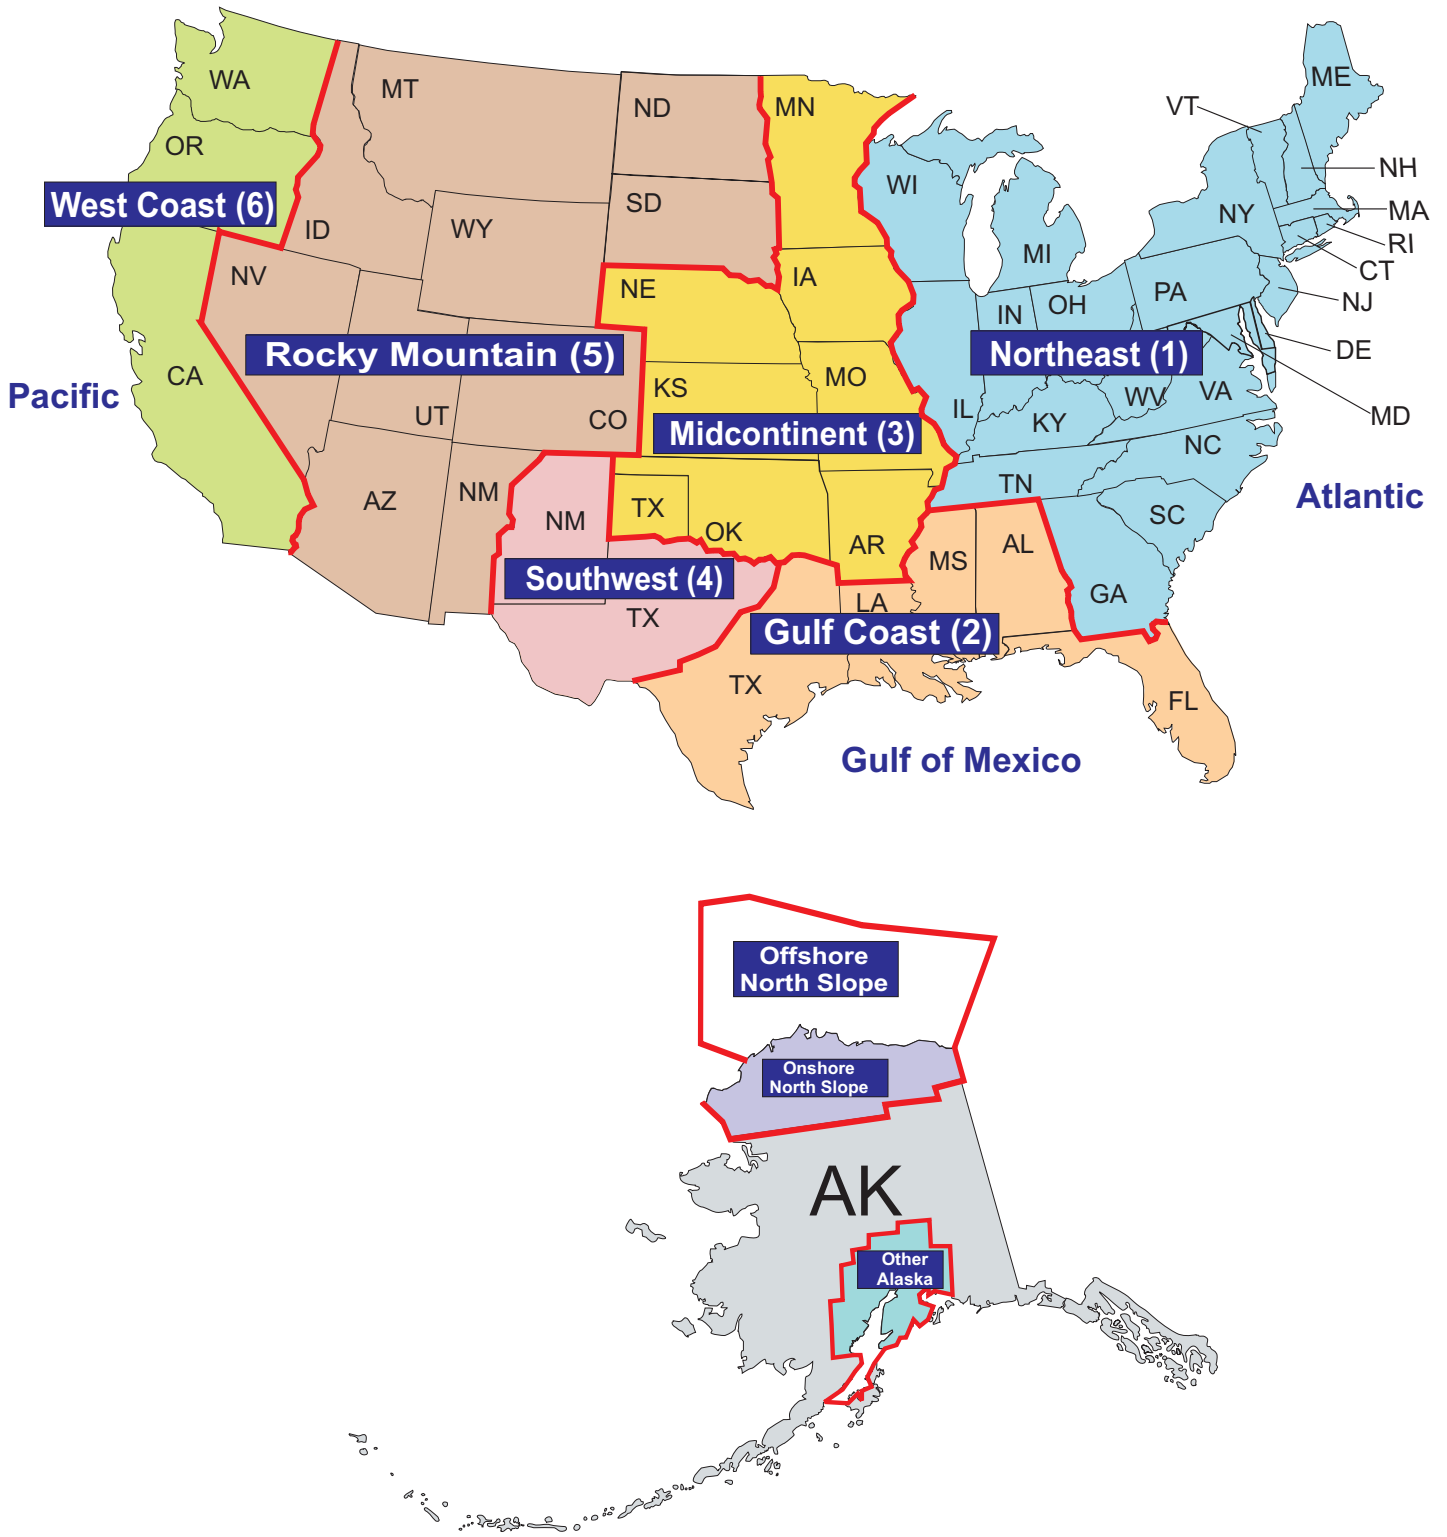 WA
MT
ND
MN
ME
VT
OR
NH
WI
SD
MA
West Coast (6)
ID
WY
NY
RI
MI
CT
NV
NE
IA
PA
NJ
IN
OH
Rocky Mountain (5)
Northeast (1)
DE
CA
KS
MO
Pacific
WV
VA
UT
CO
IL
MD
KY
Midcontinent (3)
NC
TN
NM
AZ
TX
Atlantic
NM
SC
OK
AR
MS
AL
Southwest (4)
GA
LA
TX
Gulf Coast (2)
TX
FL
Gulf of Mexico
Offshore
North Slope
Onshore
North Slope
AK
Other
Alaska